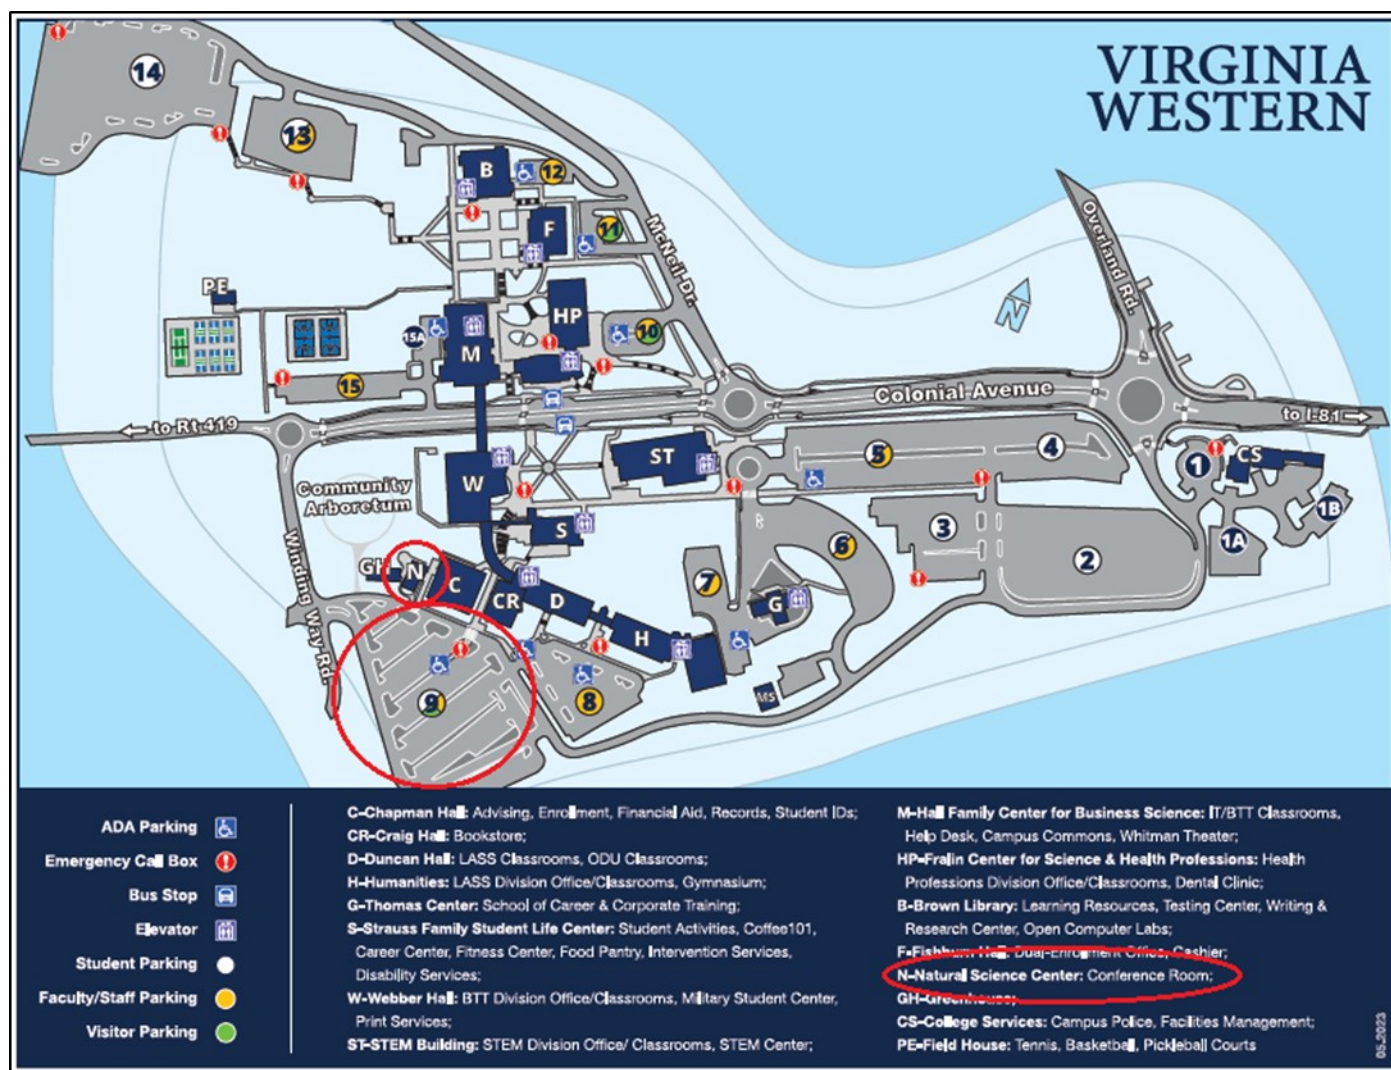 VIRGINIA
WESTERN
14
13
B
12
F
11
McNeil Dr.
Overland Rd.
N
PE
HP
10
15A
M
15
Colonial Avenue
to Rt 419
to I-81
ST
5
4
1
CS
W
Community
Arboretum
S
3
1B
6
1A
2
GH
N
C
7
CR
D
G
Winding Way Rd.
H
9
8
MS
ADA Parking
Emergency Call Box
Bus Stop
Elevator
Student Parking
Faculty/Staff Parking
Visitor Parking
C-Chapman Hall: Advising, Enrollment, Financial Aid, Records, Student IDs;
CR-Craig Hall: Bookstore;
D-Duncan Hall: LASS Classrooms, ODU Classrooms;
H-Humanities: LASS Division Office/Classrooms, Gymnasium;
G-Thomas Center: School of Career & Corporate Training;
S-Strauss Family Student Life Center: Student Activities, Coffee101,
Career Center, Fitness Center, Food Pantry, Intervention Services,
Disability Services;
W-Webber Hall: BTT Division Office/Classrooms, Military Student Center,
Print Services;
ST-STEM Building: STEM Division Office/ Classrooms, STEM Center;
M-Hall Family Center for Business Science: IT/BTT Classrooms,
Help Desk, Campus Commons, Whitman Theater;
HP-Fralin Center for Science & Health Professions: Health
Professions Division Office/Classrooms, Dental Clinic;
B-Brown Library: Learning Resources, Testing Center, Writing &
Research Center, Open Computer Labs;
F-Fishburn Hall: Dual-Enrollment Office, Cashier;
N-Natural Science Center: Conference Room;
GH-Greenhouse;
CS-College Services: Campus Police, Facilities Management;
PE-Field House: Tennis, Basketball, Pickleball Courts
05.2023